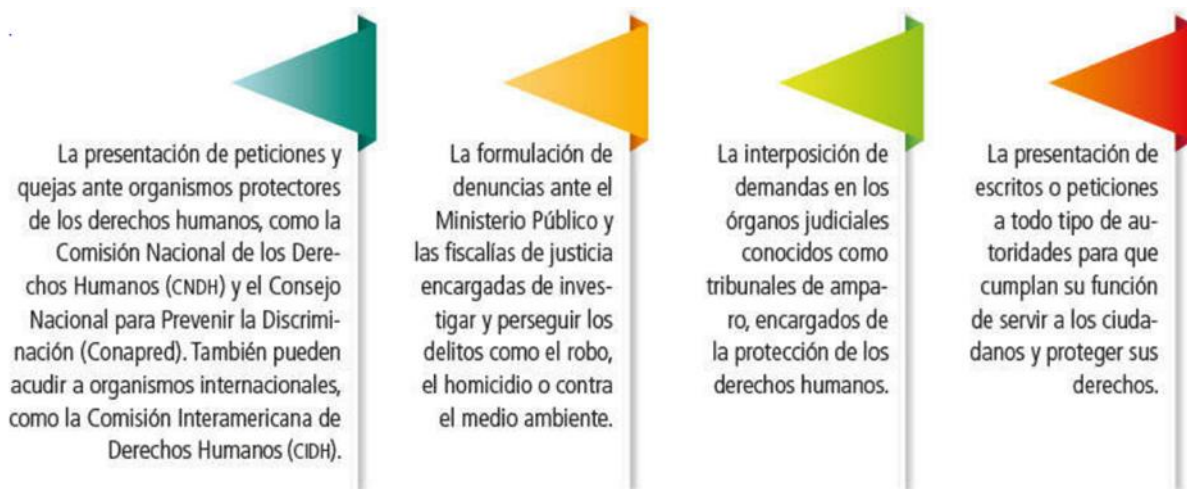 La presentación de peticiones y
quejas ante organismos protectores
de los derechos humanos, como la
Comisión Nacional de los Dere-
chos Humanos (CNDH) y el Consejo
Nacional para Prevenir la Discrimi-
nación (Conapred). También pueden
acudir a organismos internacionales,
como la Comisión Interamericana de
Derechos Humanos (CIDH).
La formulación de
denuncias ante el
Ministerio Público y
las fiscalías de justicia
encargadas de inves-
tigar y perseguir los
delitos como el robo,
el homicidio o contra
el medio ambiente.
La interposición de
demandas en los
órganos judiciales
conocidos como
tribunales de ampa-
ro, encargados de
la protección de los
derechos humanos.
La presentación de
escritos o peticiones
a todo tipo de au-
toridades para que
cumplan su función
de servir a los ciuda-
danos y proteger sus
derechos.